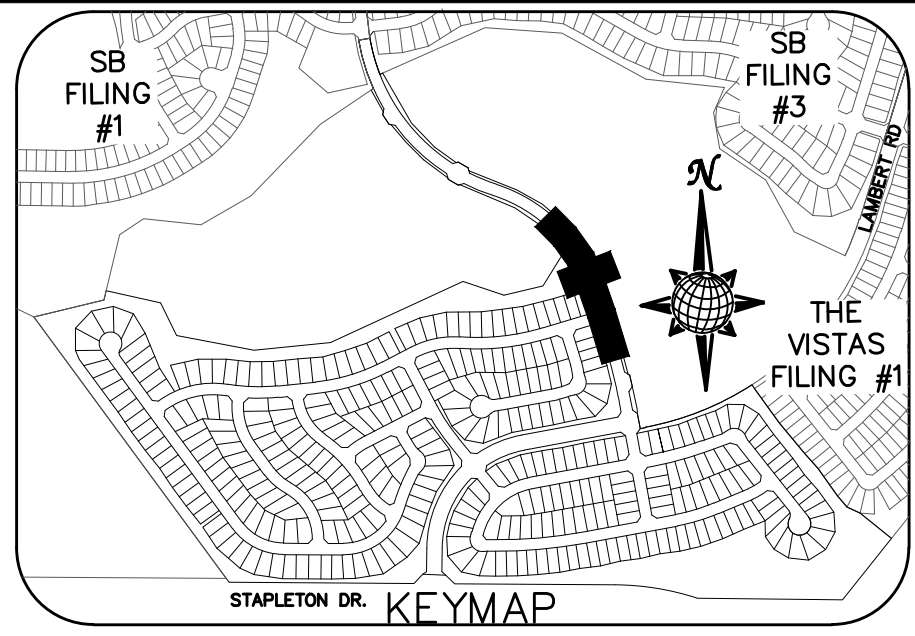 SB
FILING
#1
SB
FILING
#3
LAMBERT RD
N
THE
VISTAS
FILING #1
STAPLETON DR.
KEYMAP